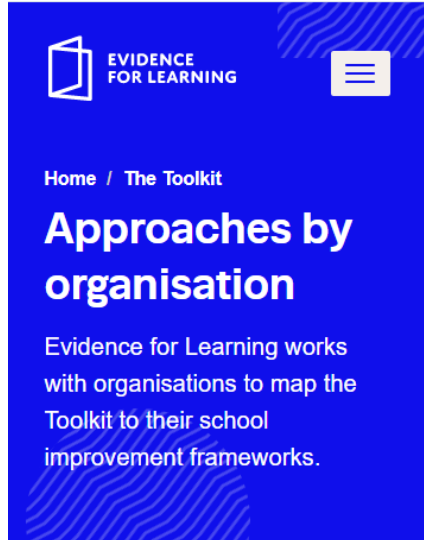 EVIDENCE
FOR LEARNING
Home / The Toolkit
Approaches by
organisation
Evidence for Learning works
with organisations to map the
Toolkit to their school
improvement frameworks.